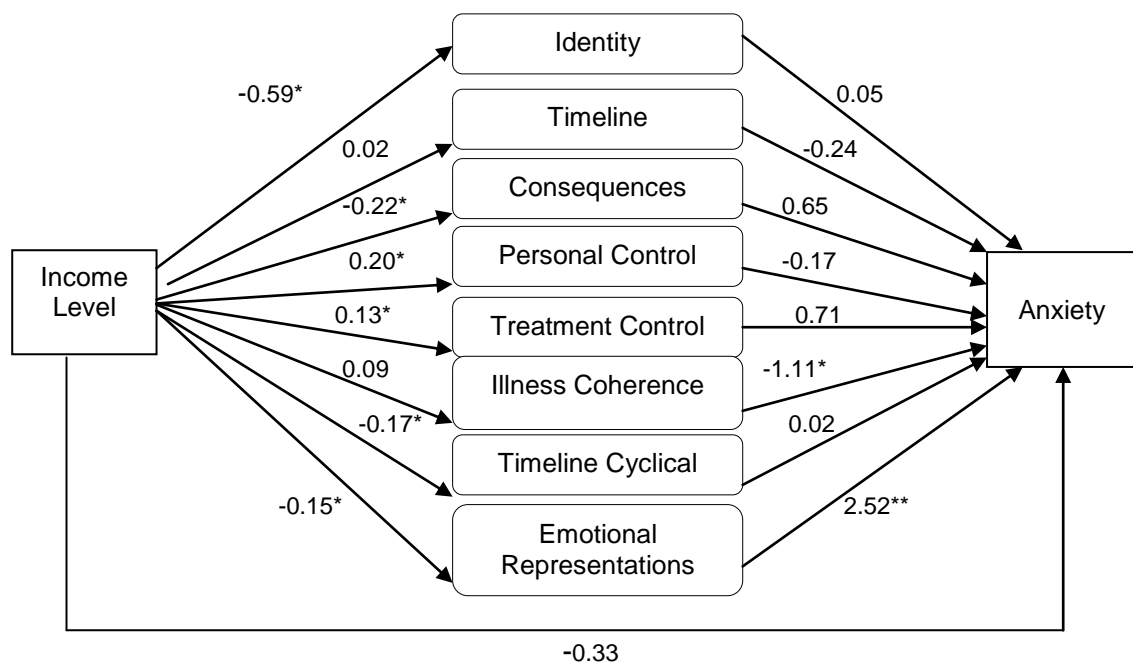 Identity
-0.59*
0.05
Timeline
0.02
-0.24
Consequences
-0.22*
0.65
Personal Control
0.20*
-0.17
Income
Level
Anxiety
0.13*
Treatment Control
0.71
0.09
Illness Coherence
-1.11*
-0.17*
0.02
Timeline Cyclical
-0.15*
2.52**
Emotional
Representations
-0.33